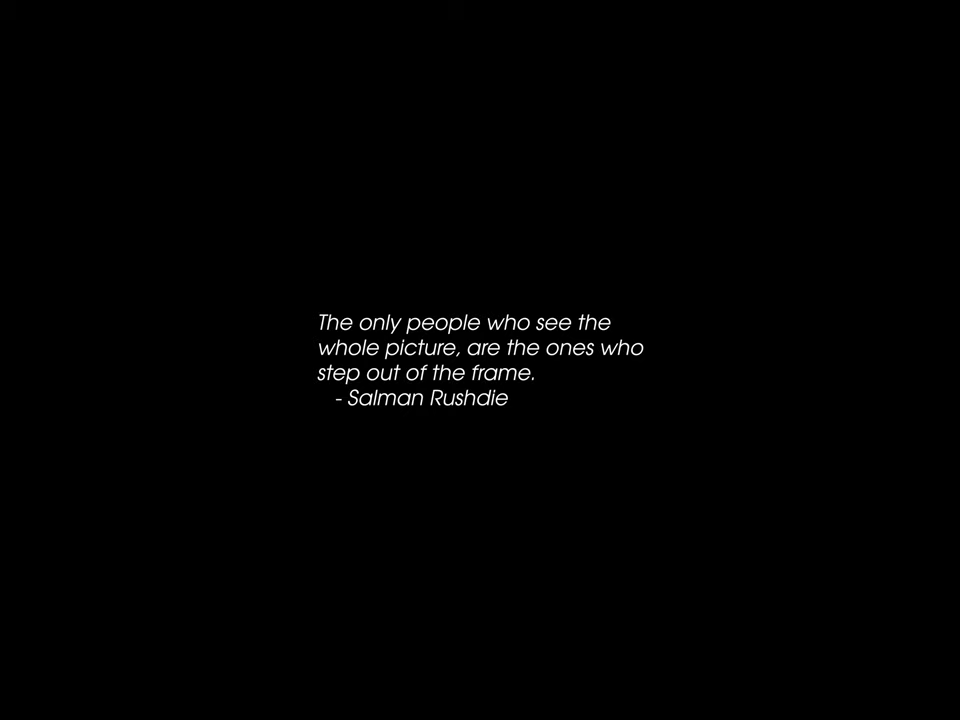 The only people who see the
whole picture, are the ones who
step out of the frame.
- Salman Rushdie